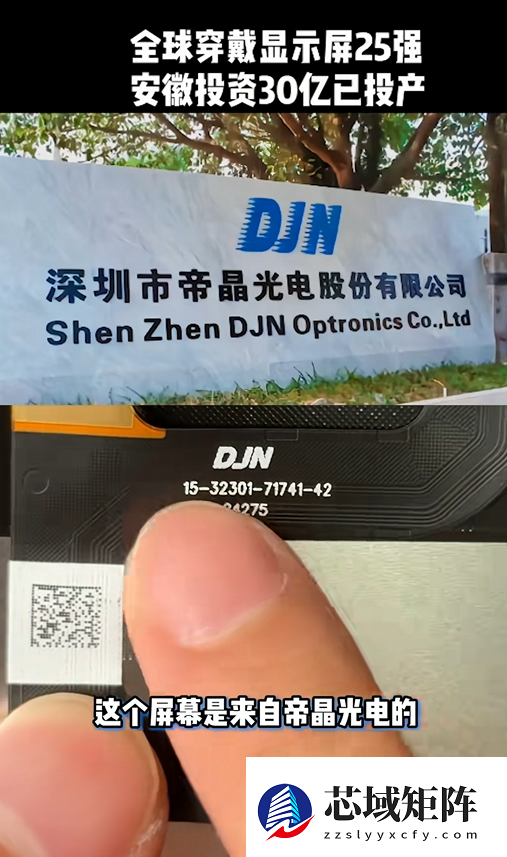 全球穿戴显示屏25强
安徽投资30亿已投产
DJN
深圳市帝晶光电股份有限公司
Shen Zhen DJN Optronics Co.,Ltd
DJN
15-32301-71741-42
84275
这个屏幕是来自帝晶光电的
芯域矩阵
zzslyyxcfy.com